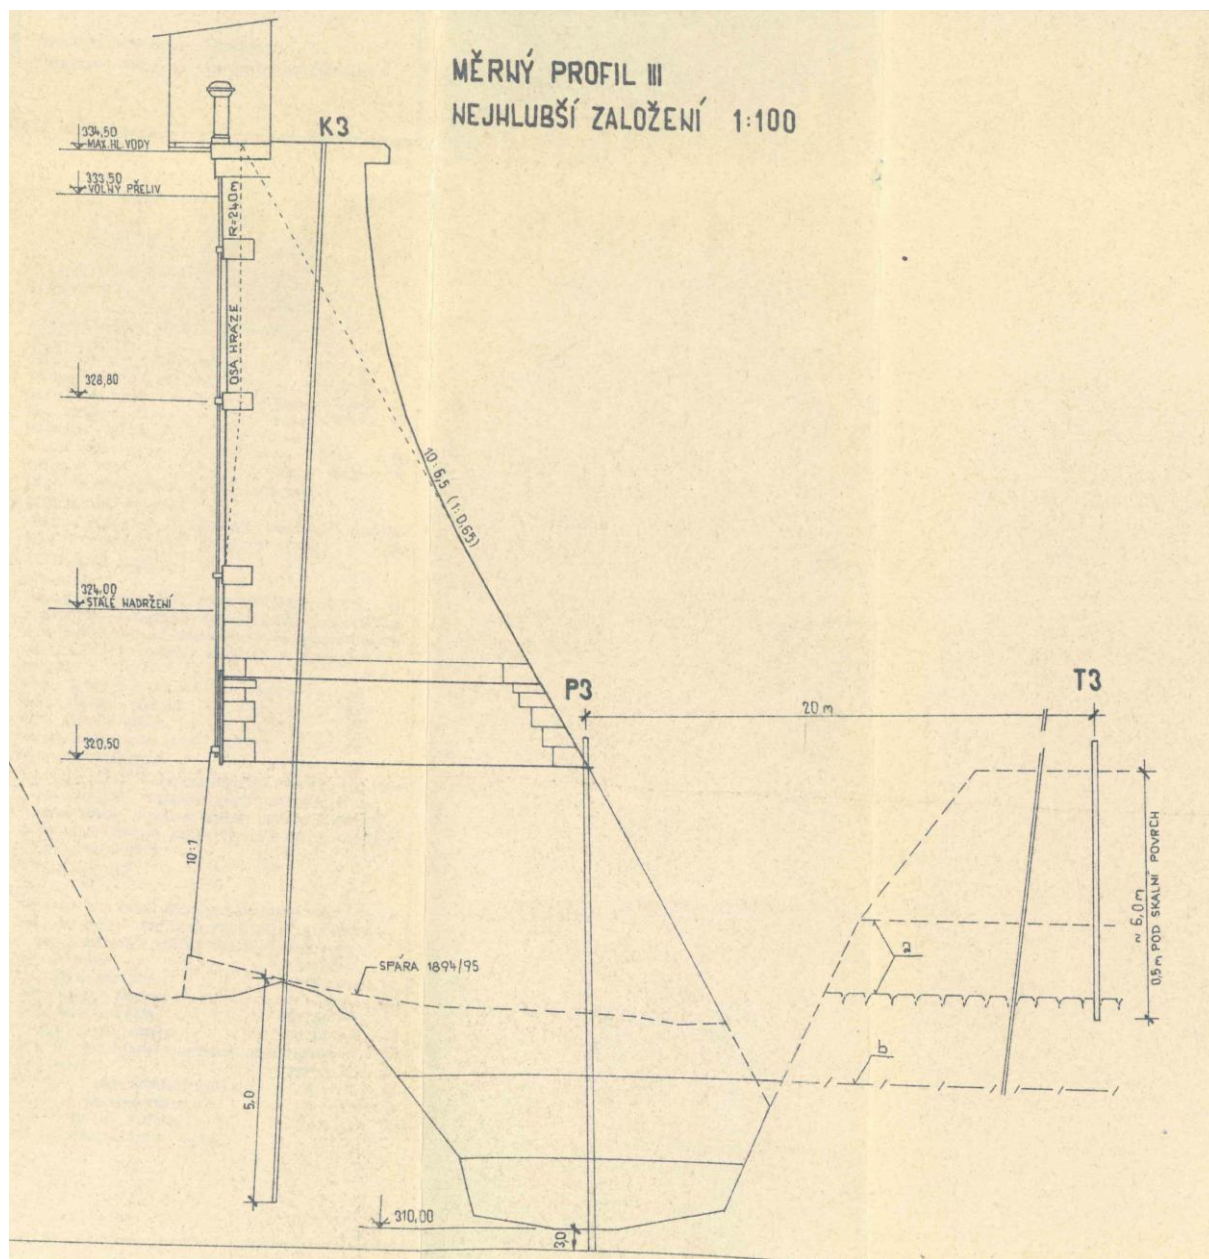 MĚRNÝ PROFIL III
NEJHLUBŠÍ ZALOŽENÍ 1:100
K3
334,50
MAX.HL.VODY
333,50
VOLNÝ PŘELIV
R=240m
OSA HRÁZE
328,80
10:6,5 (1:0,65)
324,00
STÁLÉ NADRŽENÍ
P3
T3
20 m
320,50
10:1
~ 6,0m
0,5m POD SKALNÍ POVRCH
a
SPÁRA 1894/95
b
5,0
310,00
3,0